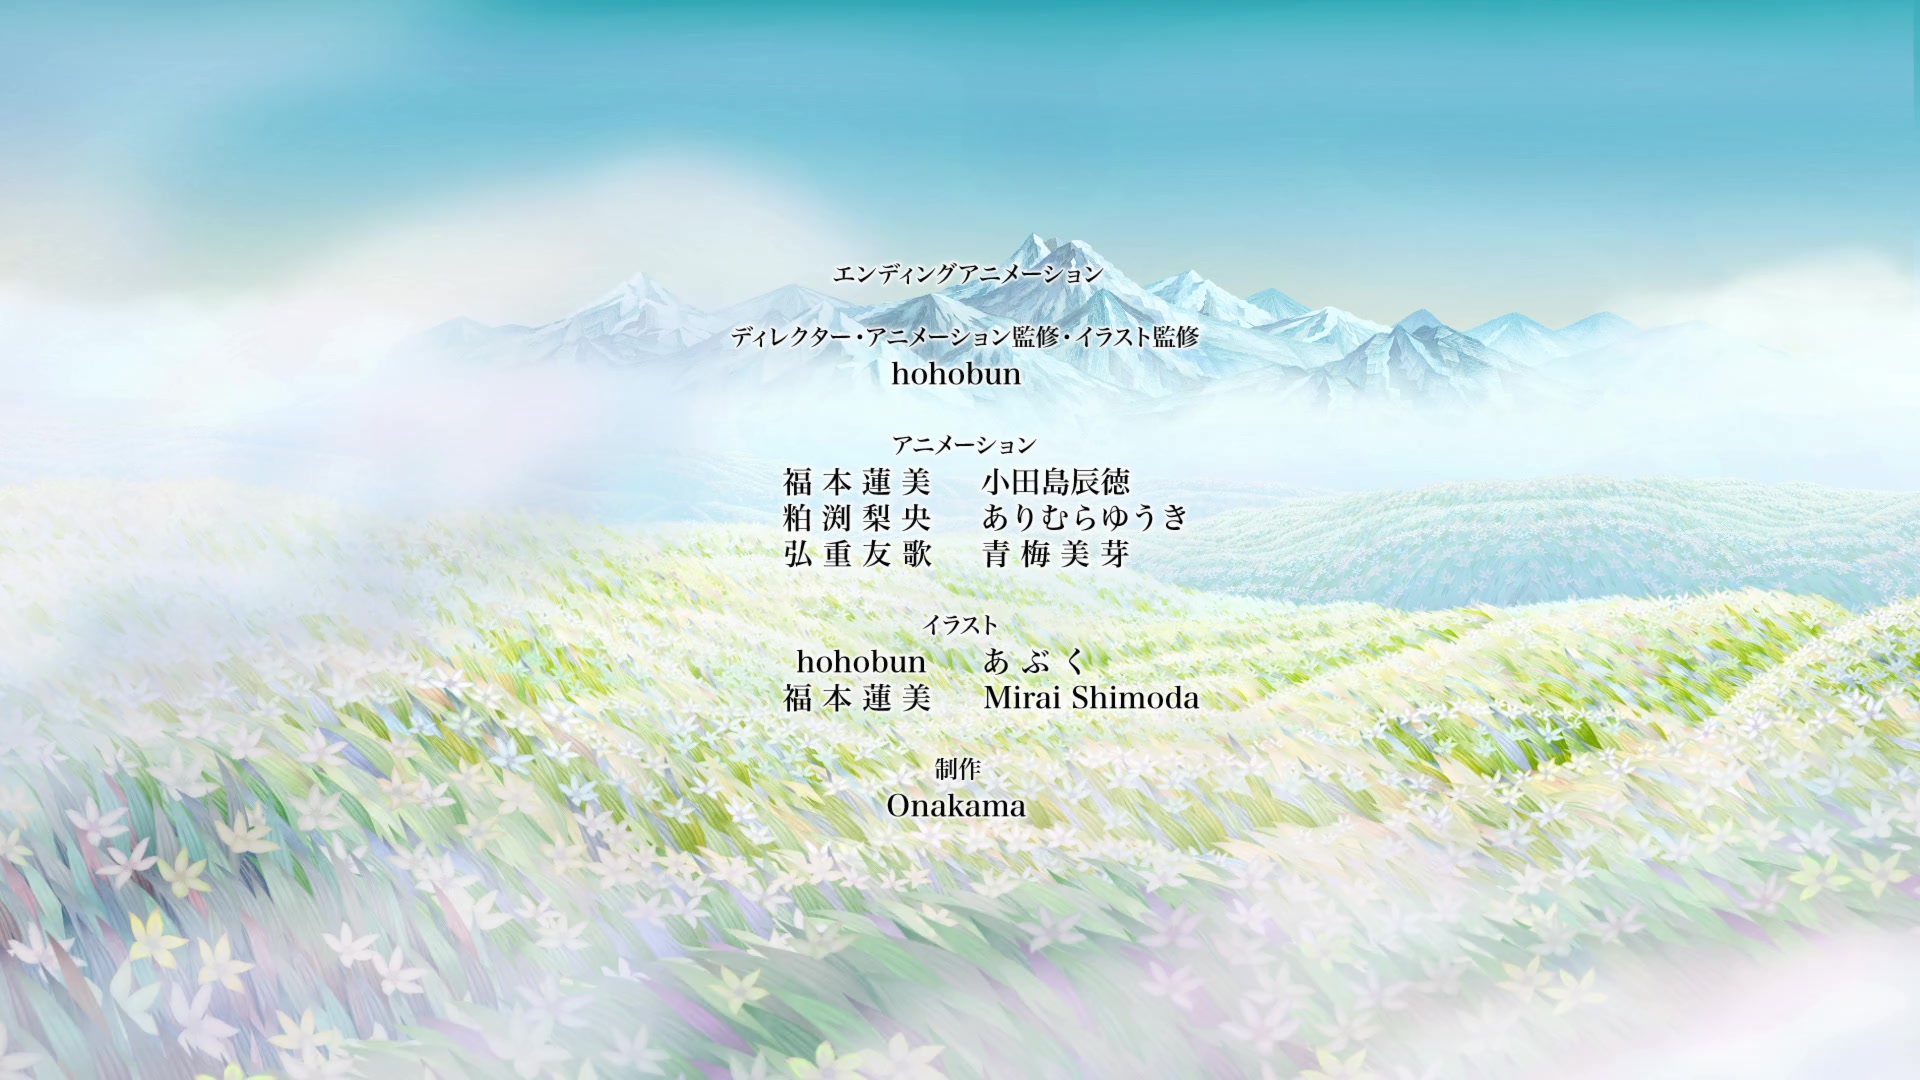 エンディングアニメーション
ディレクター・アニメーション監修・イラスト監修
hohobun
アニメーション
福本蓮美 小田島辰徳
粕渕梨央 ありむらゆうき
弘重友歌 青梅美芽
イラスト
hohobun あぶく
福本蓮美 Mirai Shimoda
制作
Onakama